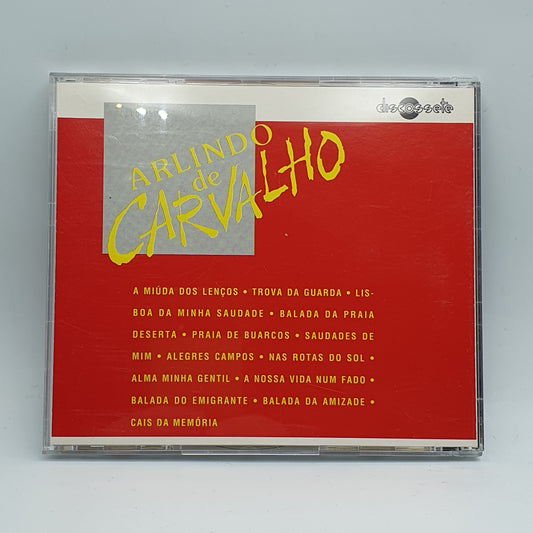 discossete
ARLINDO
de
CARVALHO
A MIÚDA DOS LENÇOS • TROVA DA GUARDA • LIS-
BOA DA MINHA SAUDADE • BALADA DA PRAIA
DESERTA • PRAIA DE BUARCOS • SAUDADES DE
MIM • ALEGRES CAMPOS • NAS ROTAS DO SOL •
ALMA MINHA GENTIL • A NOSSA VIDA NUM FADO •
BALADA DO EMIGRANTE • BALADA DA AMIZADE •
CAIS DA MEMÓRIA